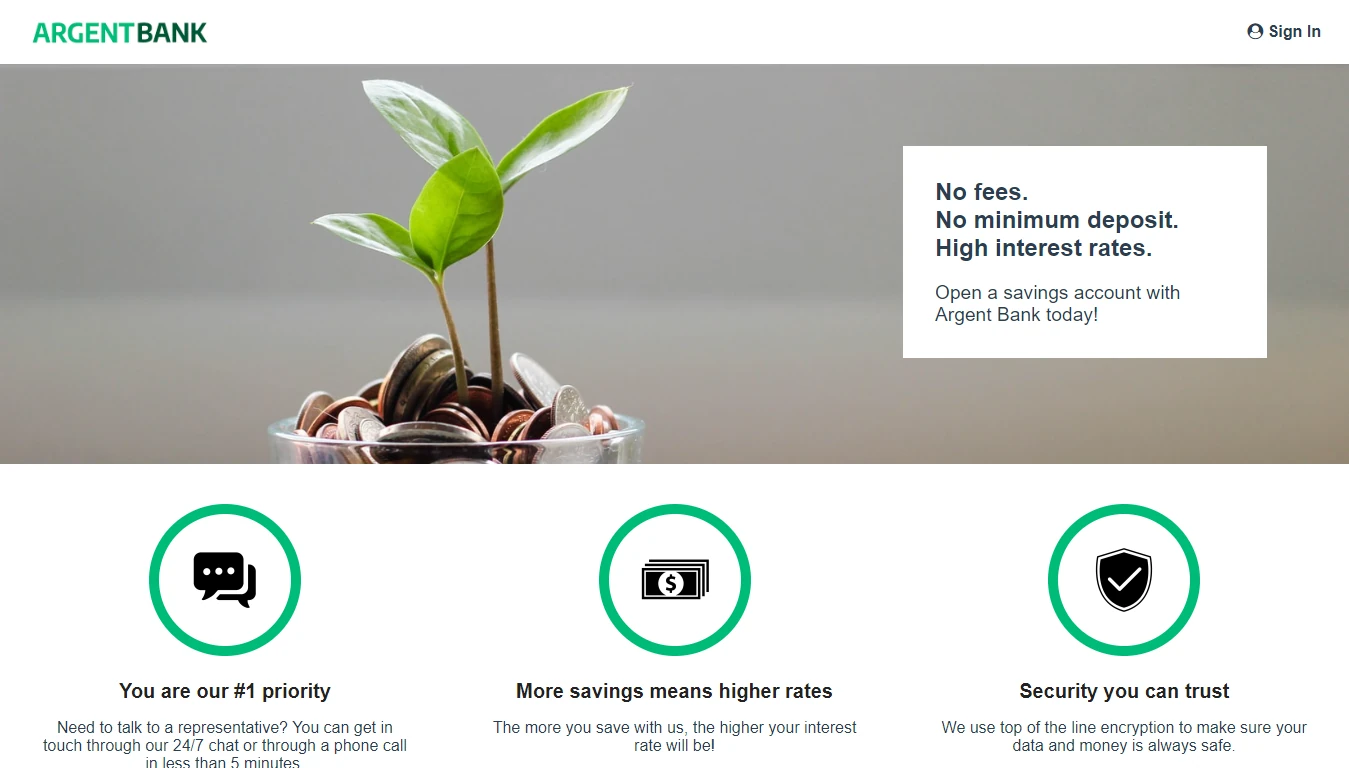 ARGENTBANK
Sign In
No fees.
No minimum deposit.
High interest rates.
Open a savings account with
Argent Bank today!
You are our #1 priority
Need to talk to a representative? You can get in
touch through our 24/7 chat or through a phone call
in less than 5 minutes
More savings means higher rates
The more you save with us, the higher your interest
rate will be!
Security you can trust
We use top of the line encryption to make sure your
data and money is always safe.